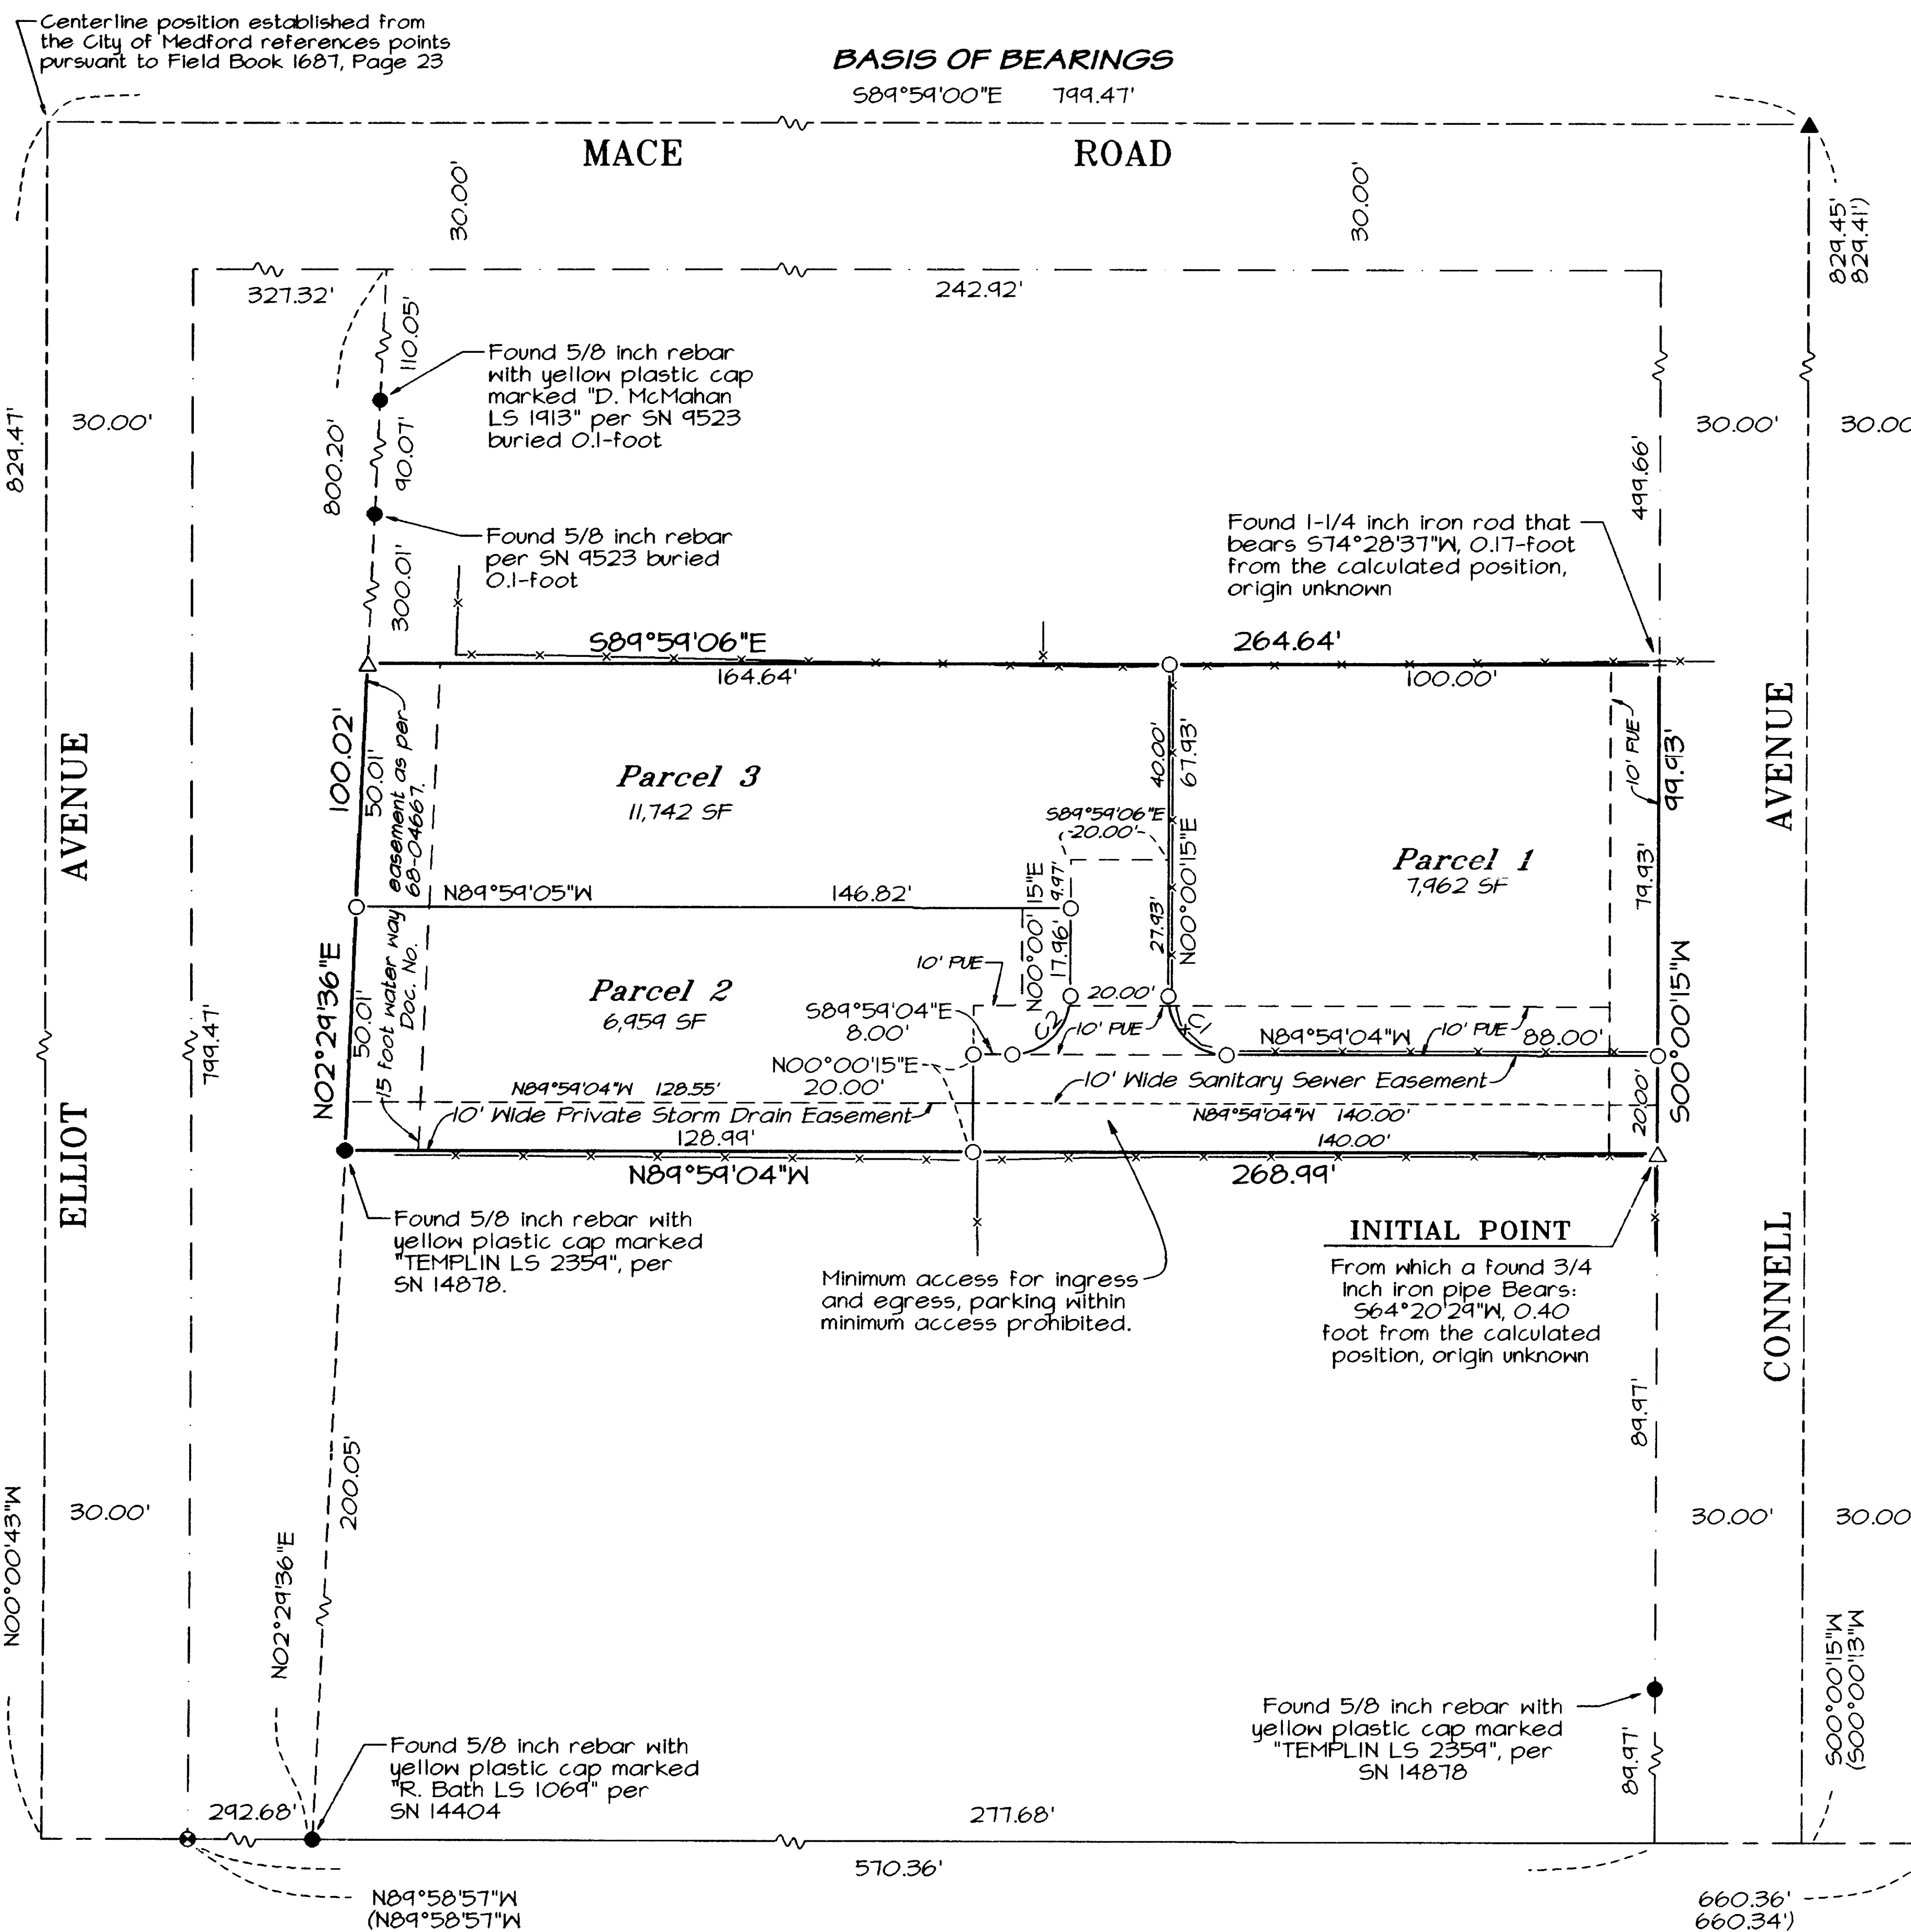 Centerline position established from
the City of Medford references points
pursuant to Field Book 1687, Page 23
BASIS OF BEARINGS
S89°59'00"E 799.47'
MACE ROAD
30.00'
30.00'
829.45'
829.41')
327.32'
242.92'
110.05'
Found 5/8 inch rebar
with yellow plastic cap
marked "D. McMahan
LS 1913" per SN 9523
buried 0.1-foot
829.47'
30.00'
800.20'
90.07'
499.66'
30.00'
30.00
Found 5/8 inch rebar
per SN 9523 buried
0.1-foot
300.01'
Found 1-1/4 inch iron rod that
bears S74°28'37"W, 0.17-foot
from the calculated position,
origin unknown
S89°59'06"E 264.64'
164.64'
100.00'
ELIOT AVENUE
CONNELL AVENUE
100.02'
50.01'
15 foot water way easement as per
Doc. No. 68-04667.
Parcel 3
11,742 SF
40.00'
67.93'
10' PUE
99.93'
S89°59'06"E
20.00'
N00°00'15"E
27.93'
Parcel 1
7,962 SF
79.93'
N89°59'05"W 146.82'
N00°00'15"E
9.97'
17.96'
N02°29'36"E
50.01'
Parcel 2
6,959 SF
10' PUE
S89°59'04"E
8.00'
20.00'
C2
10' PUE
C1
N89°59'04"W
10' PUE
88.00'
S00°00'15"W
799.47'
N00°00'15"E
20.00'
N89°59'04"W 128.55'
10' Wide Sanitary Sewer Easement
10' Wide Private Storm Drain Easement
N89°59'04"W 140.00'
20.00'
128.99'
140.00'
N89°59'04"W 268.99'
Found 5/8 inch rebar with
yellow plastic cap marked
"TEMPLIN LS 2359", per
SN 14878.
Minimum access for ingress
and egress, parking within
minimum access prohibited.
INITIAL POINT
From which a found 3/4
Inch iron pipe Bears:
S64°20'29"W, 0.40
foot from the calculated
position, origin unknown
89.97'
200.05'
N00°00'43"W
30.00'
30.00'
30.00
N02°29'36"E
S00°00'15"W
(S00°00'13"W
Found 5/8 inch rebar with
yellow plastic cap marked
"TEMPLIN LS 2359", per
SN 14878
89.97'
Found 5/8 inch rebar with
yellow plastic cap marked
"R. Bath LS 1069" per
SN 14404
292.68'
277.68'
570.36'
N89°58'57"W
(N89°58'57"W
660.36'
660.34')